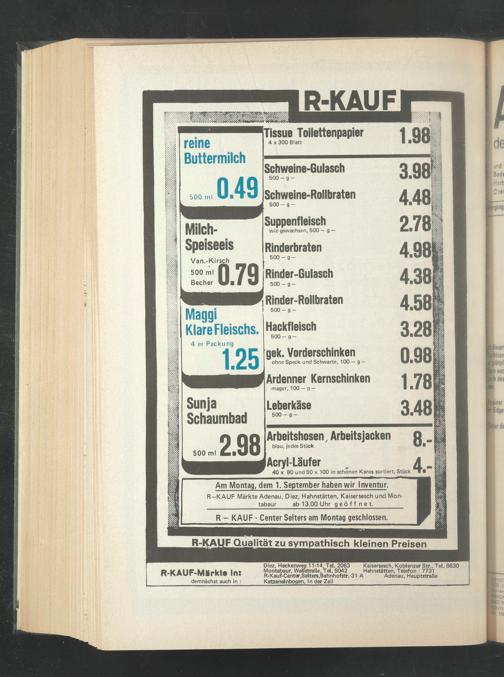 R-KAUF
reine
Buttermilch
500 ml 0.49
Milch-
Speiseeis
Van.-Kirsch
500 ml
Becher 0.79
Maggi
Klare Fleischs.
4 er Packung
1.25
Sunja
Schaumbad
500 ml 2.98
Tissue Toilettenpapier 1.98
4 x 300 Blatt
Schweine-Gulasch 3.98
500 – g –
Schweine-Rollbraten 4.48
500 – g –
Suppenfleisch 2.78
wie gewachsen, 500 – g –
Rinderbraten 4.98
500 – g –
Rinder-Gulasch 4.38
500 – g –
Rinder-Rollbraten 4.58
500 – g –
Hackfleisch 3.28
500 – g –
gek. Vorderschinken 0.98
ohne Speck und Schwarte, 100 – g –
Ardenner Kernschinken 1.78
mager, 100 – g –
Leberkäse 3.48
500 – g –
Arbeitshosen, Arbeitsjacken 8.-
blau, jedes Stück
Acryl-Läufer 4.-
40 x 80 und 50 x 100 in schönen Karos sortiert, Stück
Am Montag, dem 1. September haben wir Inventur.
R–KAUF Märkte Adenau, Diez, Hahnstätten, Kaisersesch und Mon-
tabaur ab 13.00 Uhr geöffnet.
R – KAUF - Center Selters am Montag geschlossen.
R-KAUF Qualität zu sympathisch kleinen Preisen
R-KAUF-Märkte in:
demnächst auch in:
Diez, Heckenweg 11-14, Tel. 2063
Montabaur, Wallstraße, Tel. 5042
R-Kauf-Center, Selters, Bahnhofstr. 31 A
Katzenelnbogen, In der Zeil
Kaisersesch, Koblenzer Str., Tel. 8630
Hahnstätten, Telefon: 7731
Adenau, Hauptstraße